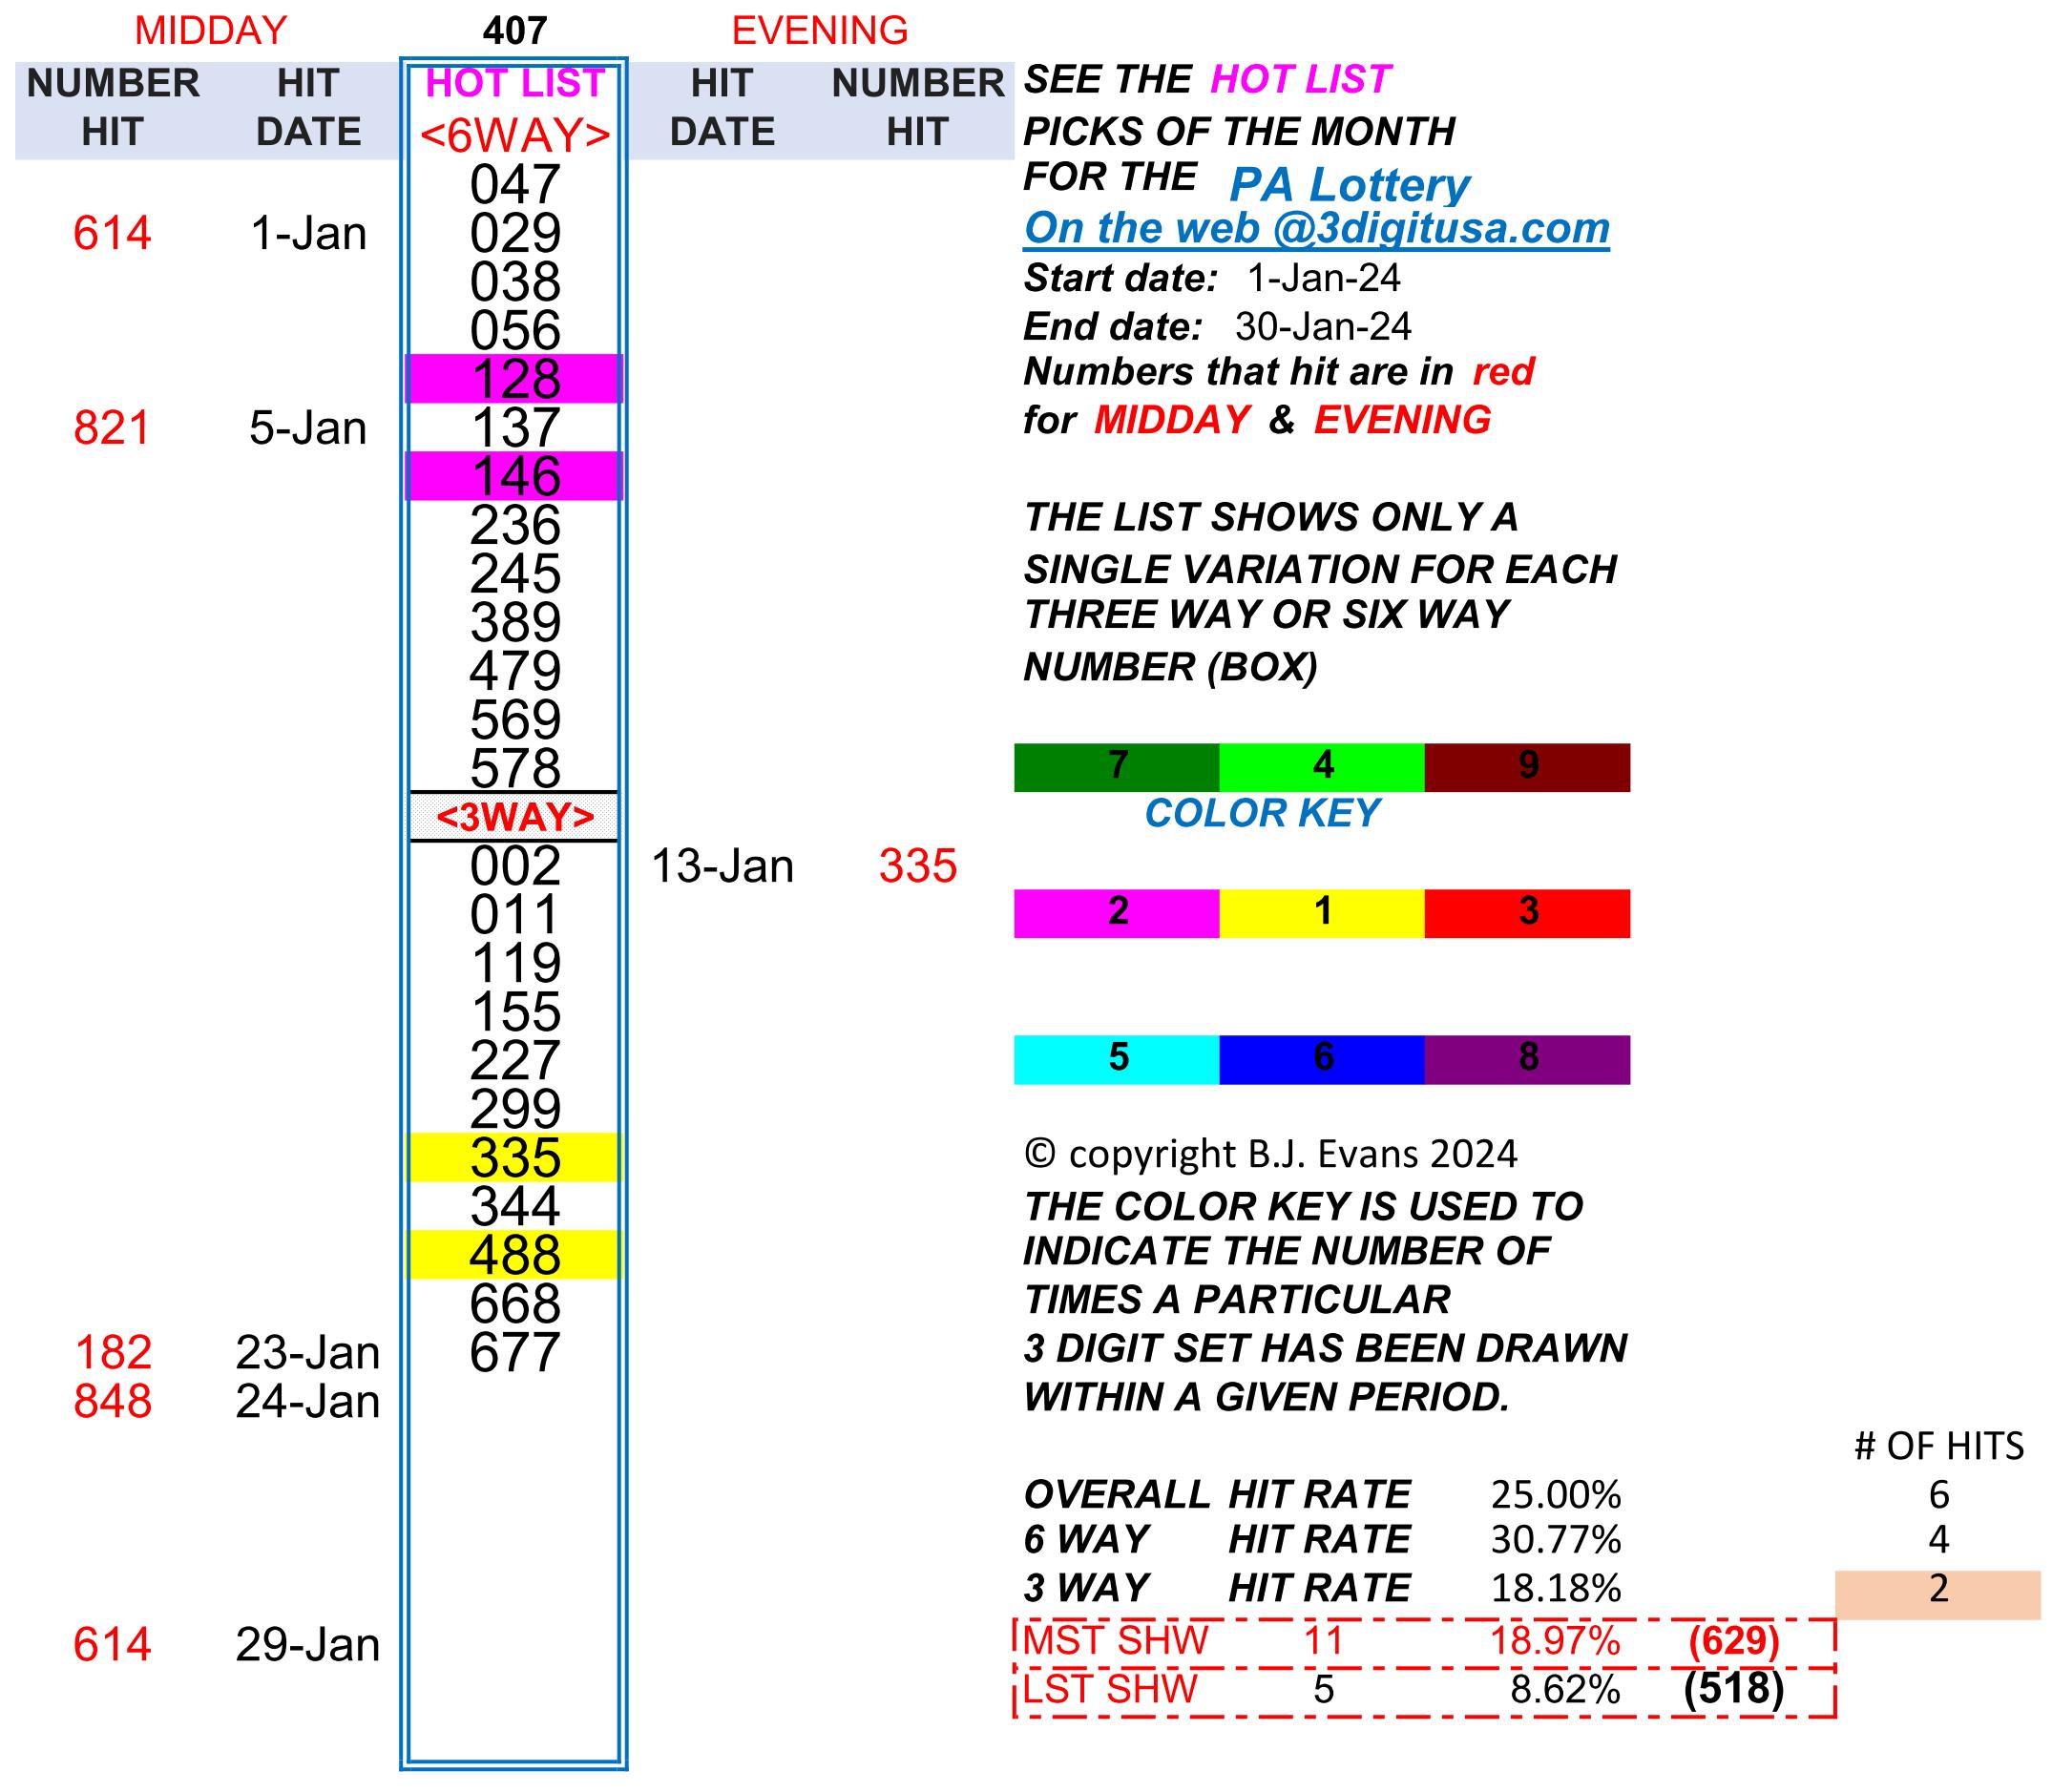 MIDDAY 407 EVENING
NUMBER HIT HOT LIST HIT NUMBER
HIT DATE <6WAY> DATE HIT
047
614 1-Jan 029
038
056
128
821 5-Jan 137
146
236
245
389
479
569
578
<3WAY>
002 13-Jan 335
011
119
155
227
299
335
344
488
668
182 23-Jan 677
848 24-Jan
614 29-Jan
SEE THE HOT LIST
PICKS OF THE MONTH
FOR THE PA Lottery
On the web @3digitusa.com
Start date: 1-Jan-24
End date: 30-Jan-24
Numbers that hit are in red
for MIDDAY & EVENING
THE LIST SHOWS ONLY A
SINGLE VARIATION FOR EACH
THREE WAY OR SIX WAY
NUMBER (BOX)
7 4 9
COLOR KEY
2 1 3
5 6 8
© copyright B.J. Evans 2024
THE COLOR KEY IS USED TO
INDICATE THE NUMBER OF
TIMES A PARTICULAR
3 DIGIT SET HAS BEEN DRAWN
WITHIN A GIVEN PERIOD.
# OF HITS
OVERALL HIT RATE 25.00% 6
6 WAY HIT RATE 30.77% 4
3 WAY HIT RATE 18.18% 2
MST SHW 11 18.97% (629)
LST SHW 5 8.62% (518)